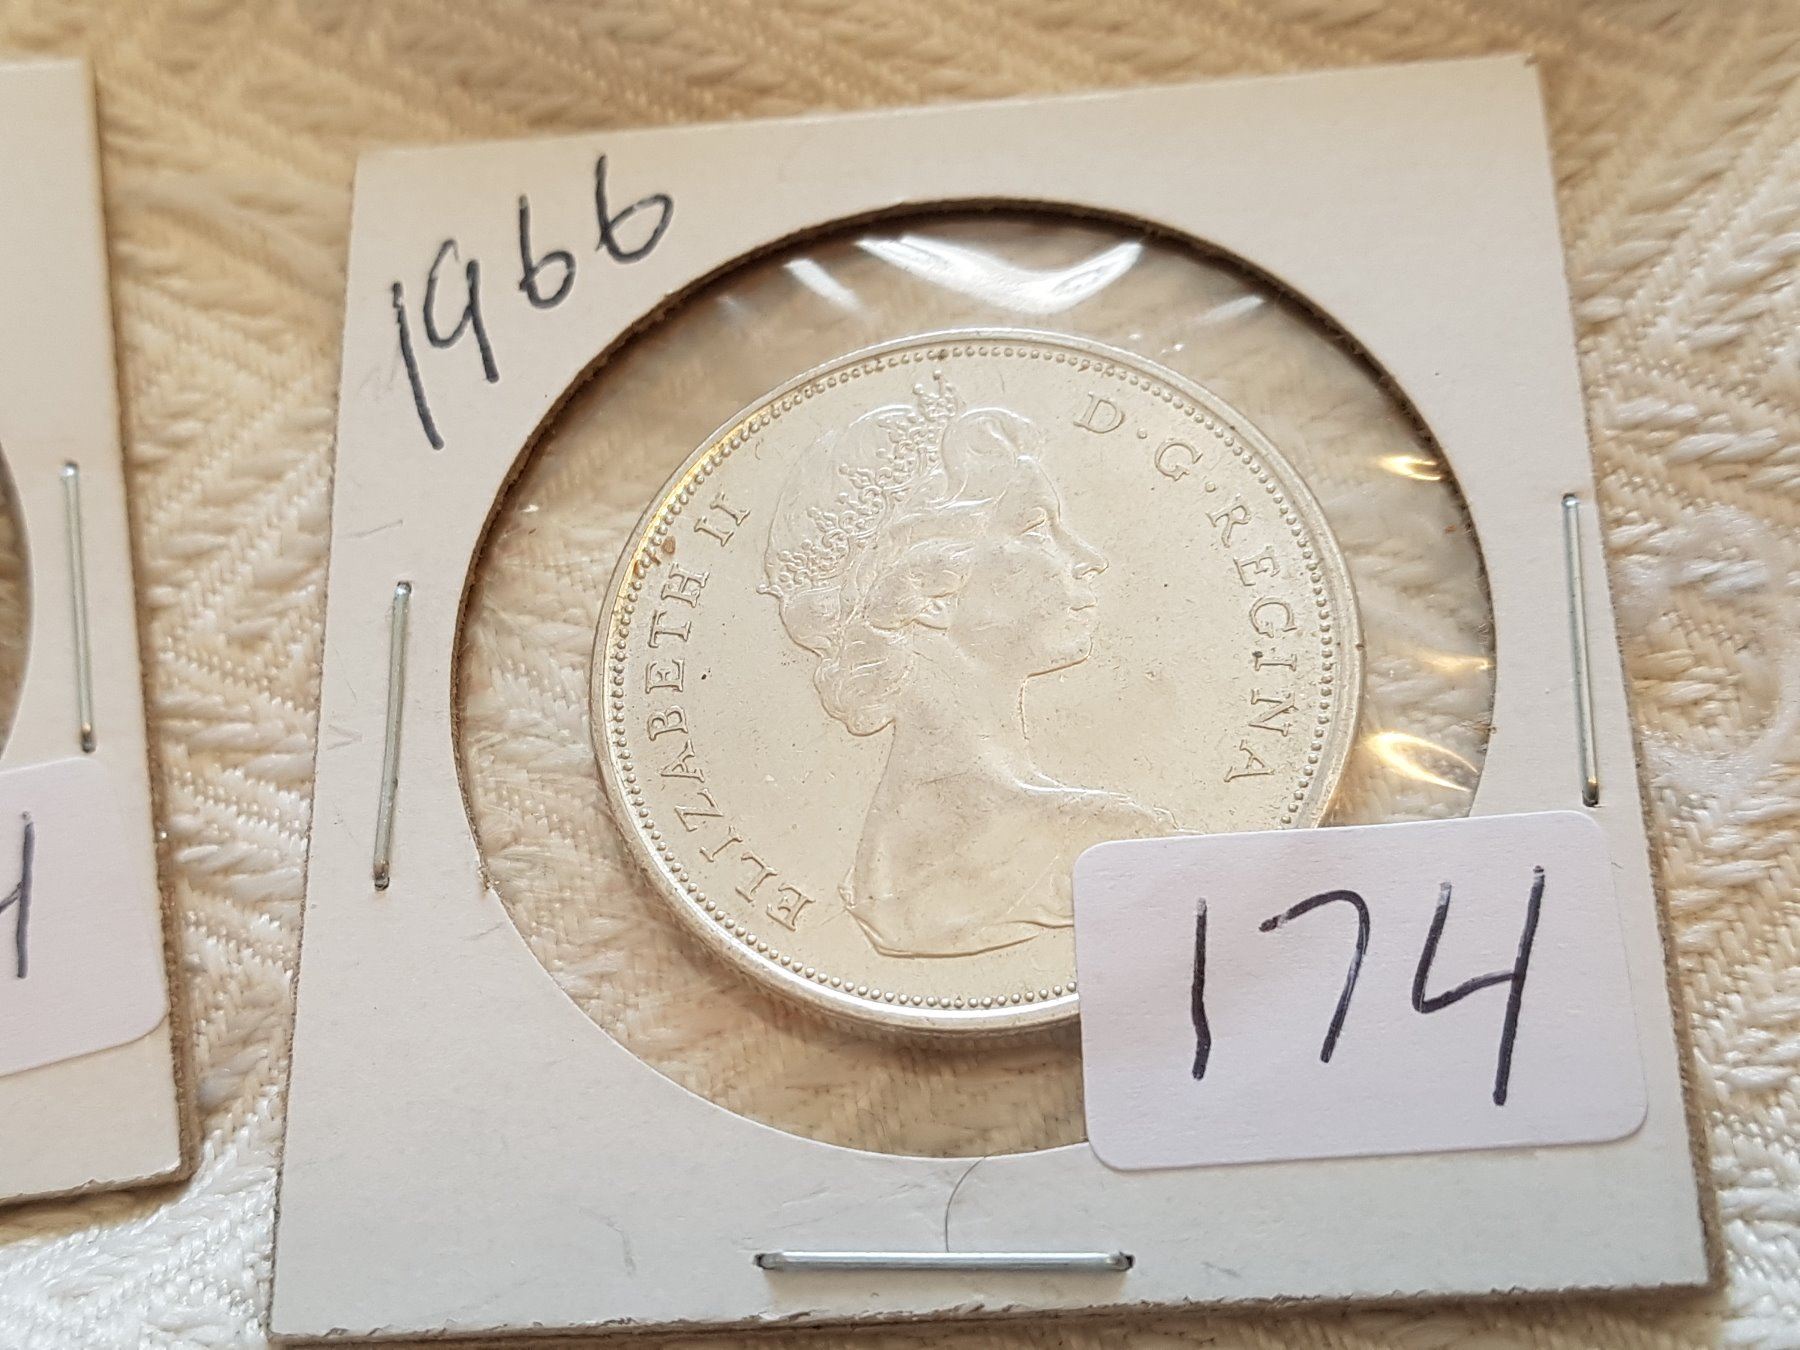 1966
ELIZABETH II D·G·REGINA
174